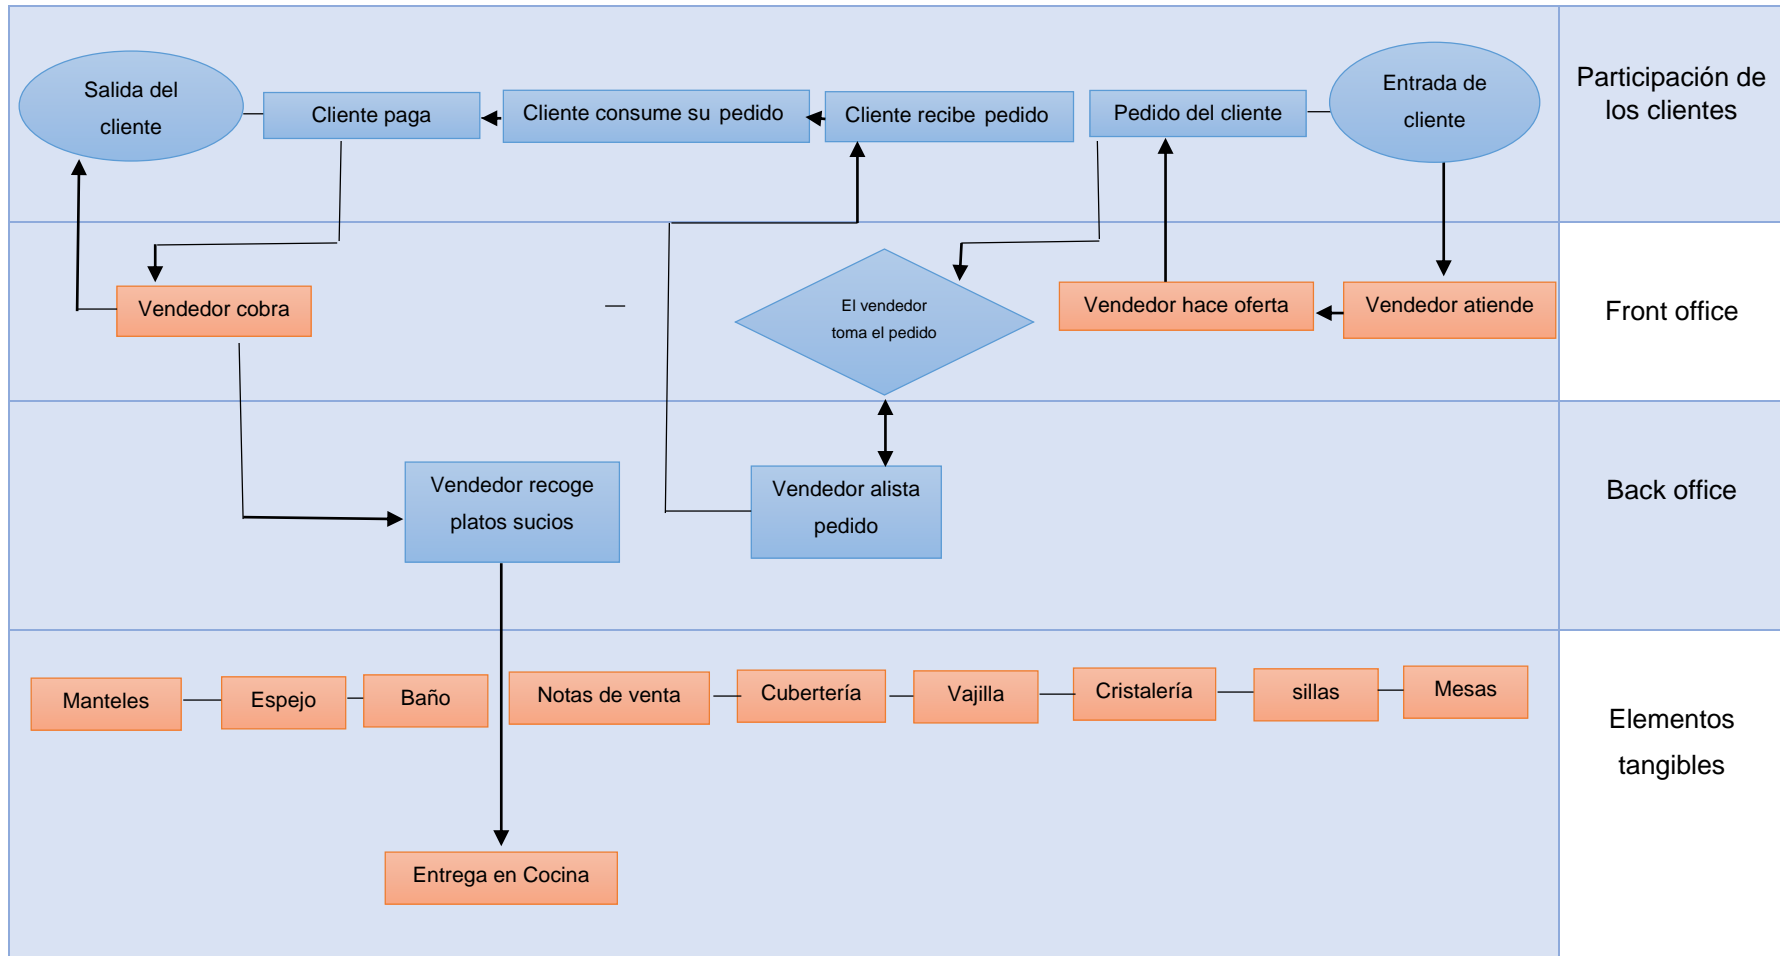 Salida del
cliente
Cliente paga
Cliente consume su pedido
Cliente recibe pedido
Pedido del cliente
Entrada de
cliente
Participación de
los clientes
Vendedor cobra
El vendedor
toma el pedido
Vendedor hace oferta
Vendedor atiende
Front office
Vendedor recoge
platos sucios
Vendedor alista
pedido
Back office
Manteles
Espejo
Baño
Notas de venta
Cubertería
Vajilla
Cristalería
sillas
Mesas
Elementos
tangibles
Entrega en Cocina